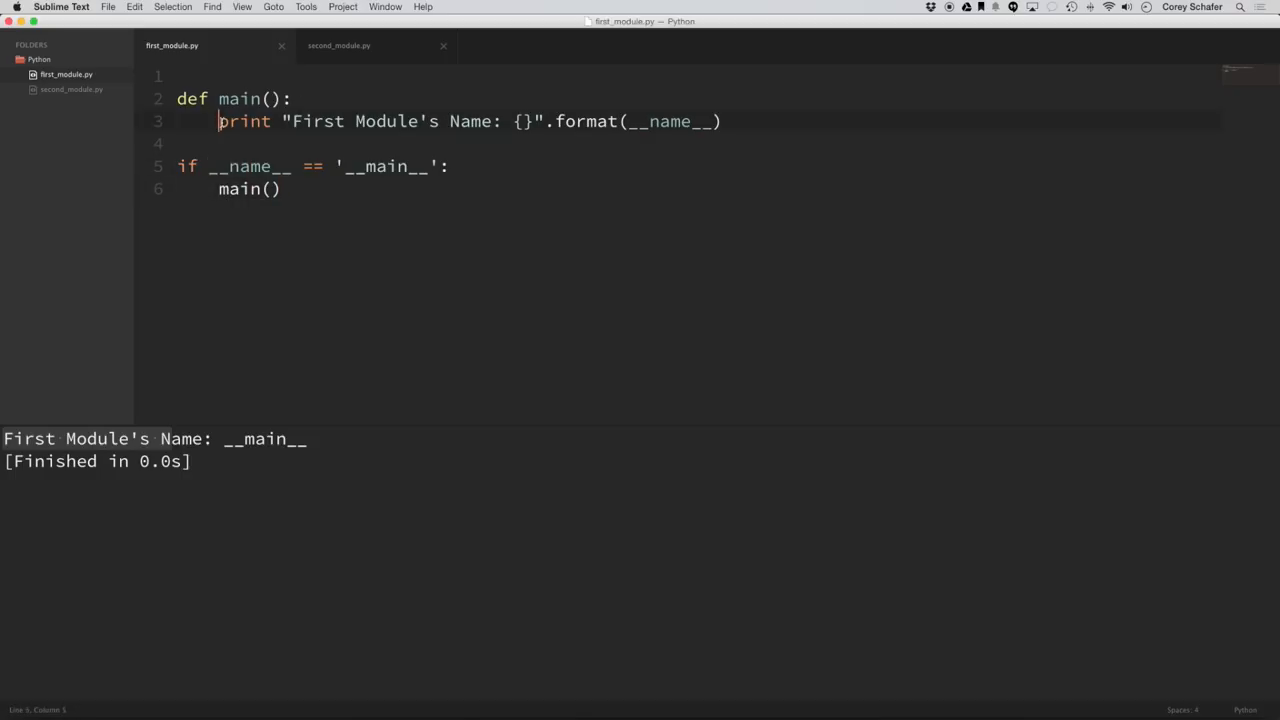 Sublime Text File Edit Selection Find View Goto Tools Project Window Help Corey Schafer
first_module.py — Python
FOLDERS
Python
first_module.py
second_module.py
first_module.py second_module.py
1
2 def main():
3 print "First Module's Name: {}".format(__name__)
4
5 if __name__ == '__main__':
6 main()
First Module's Name: __main__
[Finished in 0.0s]
Line 5, Column 5 Spaces: 4 Python